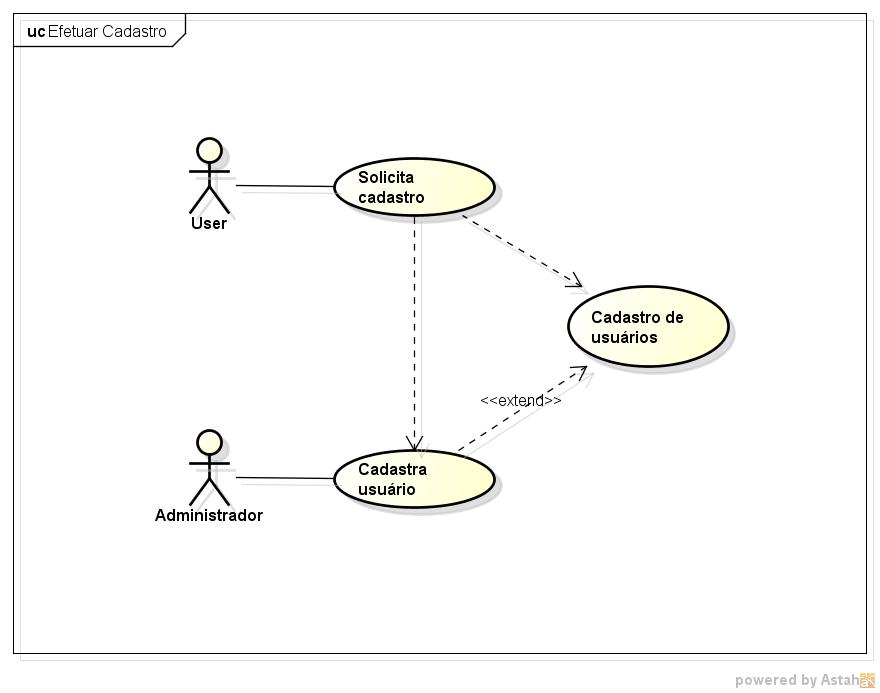 uc Efetuar Cadastro
User
Solicita
cadastro
Cadastro de
usuários
<<extend>>
Cadastra
usuário
Administrador
powered by Astah